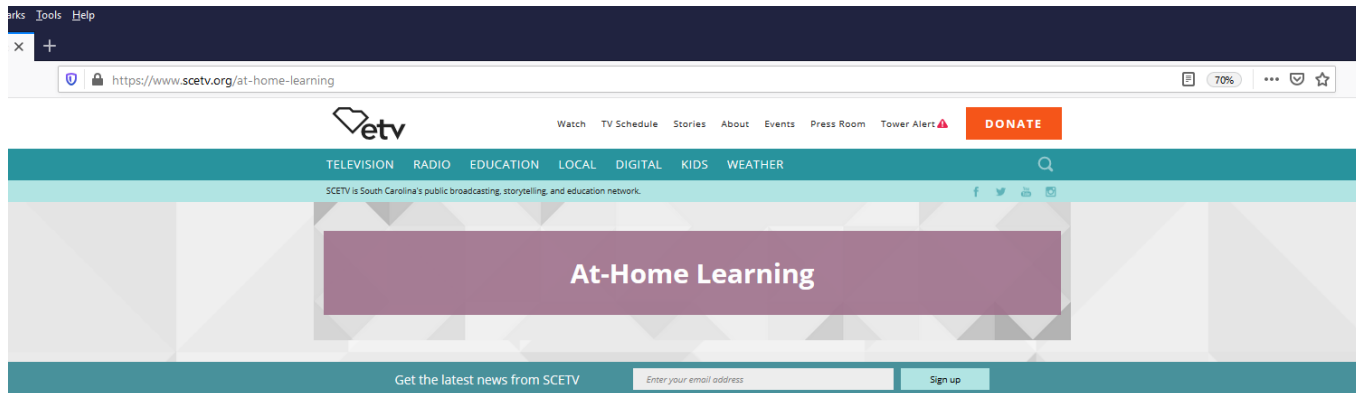 arks Tools Help
https://www.scetv.org/at-home-learning 70%
etv
Watch TV Schedule Stories About Events Press Room Tower Alert DONATE
TELEVISION RADIO EDUCATION LOCAL DIGITAL KIDS WEATHER
SCETV is South Carolina's public broadcasting, storytelling, and education network.
At-Home Learning
Get the latest news from SCETV Enter your email address Sign up